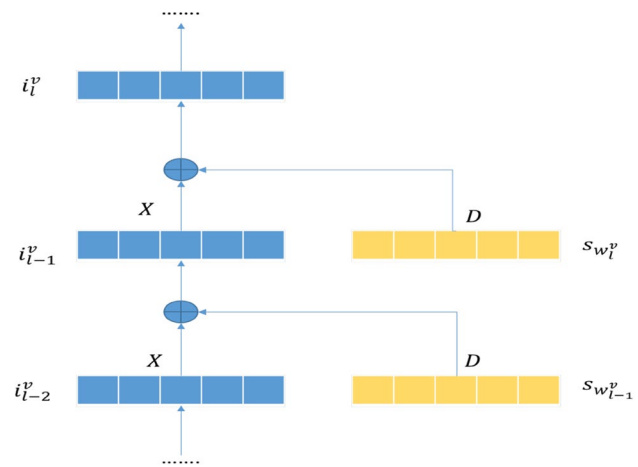 .......
i_l^v
X
D
i_{l-1}^v
s_{w_l^v}
X
D
i_{l-2}^v
s_{w_{l-1}^v}
.......